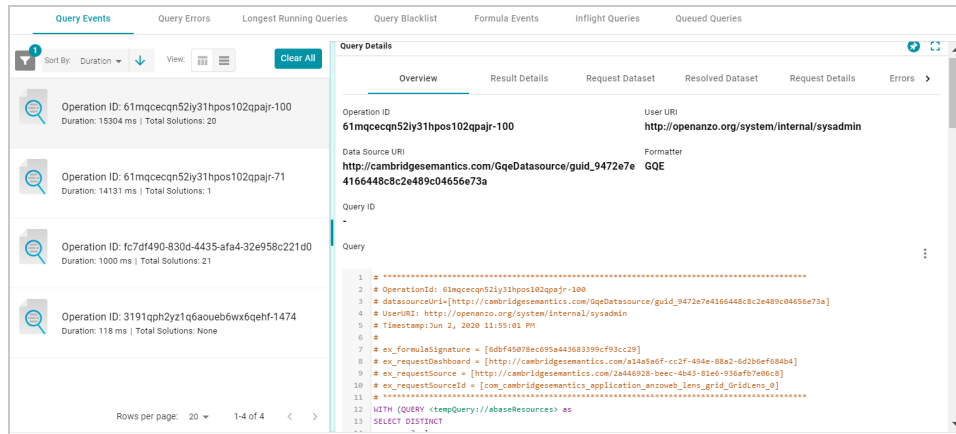 Query Events Query Errors Longest Running Queries Query Blacklist Formula Events Inflight Queries Queued Queries
1
Sort By: Duration View: Clear All
Operation ID: 61mqcecqn52iy31hpos102qpajr-100
Duration: 15304 ms | Total Solutions: 20
Operation ID: 61mqcecqn52iy31hpos102qpajr-71
Duration: 14131 ms | Total Solutions: 1
Operation ID: fc7df490-830d-4435-afa4-32e958c221d0
Duration: 1000 ms | Total Solutions: 21
Operation ID: 3191qph2yz1q6aoueb6wx6qehf-1474
Duration: 118 ms | Total Solutions: None
Rows per page: 20 1-4 of 4
Query Details
Overview Result Details Request Dataset Resolved Dataset Request Details Errors
Operation ID User URI
61mqcecqn52iy31hpos102qpajr-100 http://openanzo.org/system/internal/sysadmin
Data Source URI Formatter
http://cambridgesemantics.com/GqeDatasource/guid_9472e7e GQE
4166448c8c2e489c04656e73a
Query ID
-
Query
1 # ******************************************************************************************
2 # OperationId: 61mqcecqn52iy31hpos102qpajr-100
3 # datasourceUri=[http://cambridgesemantics.com/GqeDatasource/guid_9472e7e4166448c8c2e489c04656e73a]
4 # UserURI: http://openanzo.org/system/internal/sysadmin
5 # Timestamp:Jun 2, 2020 11:55:01 PM
6 #
7 # ex_formulaSignature = [6dbf45078ec695a443683399cf93cc29]
8 # ex_requestDashboard = [http://cambridgesemantics.com/a14a5a6f-cc2f-494e-88a2-6d2b6ef684b4]
9 # ex_requestSource = [http://cambridgesemantics.com/2a446928-beec-4b43-81e6-936afb7e06c8]
10 # ex_requestSourceId = [com_cambridgesemantics_application_anzoweb_lens_grid_GridLens_0]
11 # ******************************************************************************************
12 WITH (QUERY <tempQuery://abaseResources> as
13 SELECT DISTINCT